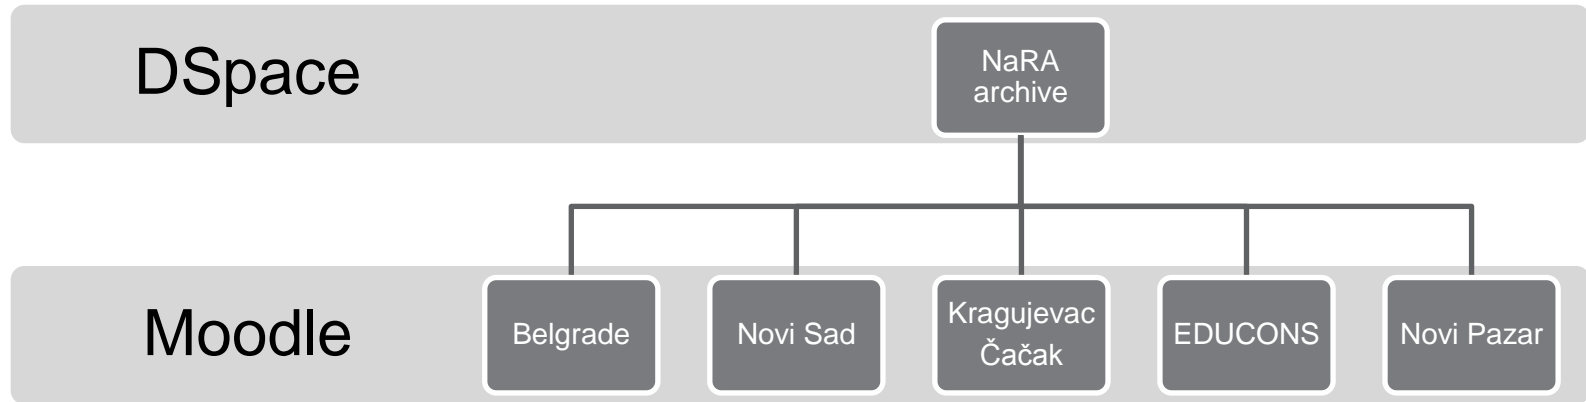 DSpace
NaRA
archive
Moodle
Belgrade
Novi Sad
Kragujevac
Čačak
EDUCONS
Novi Pazar